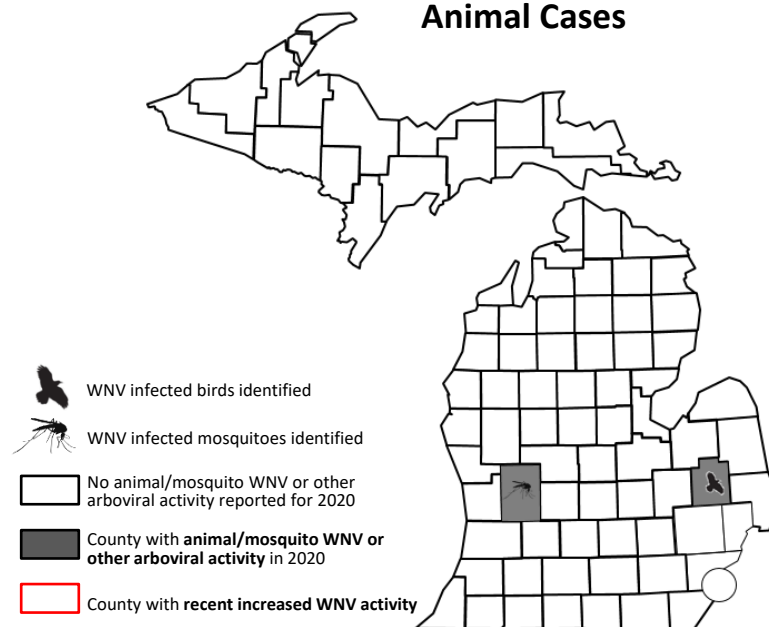 Animal Cases
WNV infected birds identified
WNV infected mosquitoes identified
No animal/mosquito WNV or other
arboviral activity reported for 2020
County with animal/mosquito WNV or
other arboviral activity in 2020
County with recent increased WNV activity